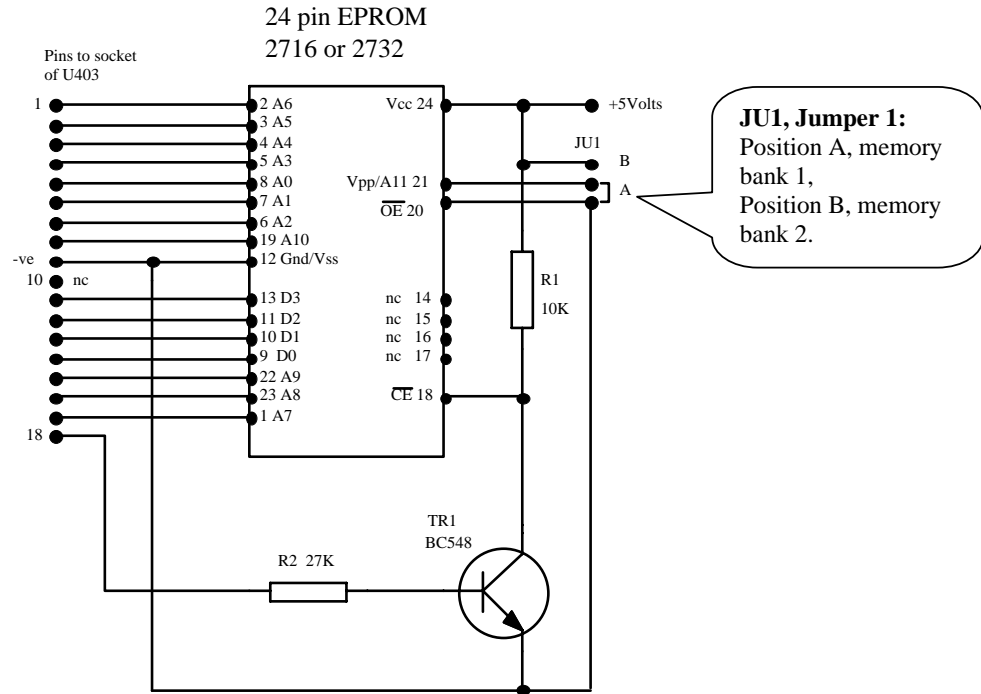 24 pin EPROM
2716 or 2732
Pins to socket
of U403
1
2 A6
3 A5
4 A4
5 A3
8 A0
7 A1
6 A2
19 A10
-ve
12 Gnd/Vss
10 nc
13 D3
11 D2
10 D1
9 D0
22 A9
23 A8
1 A7
18
Vcc 24
+5Volts
JU1
B
Vpp/A11 21
A
OE 20
nc 14
nc 15
nc 16
nc 17
CE 18
R1
10K
JU1, Jumper 1:
Position A, memory
bank 1,
Position B, memory
bank 2.
TR1
BC548
R2 27K